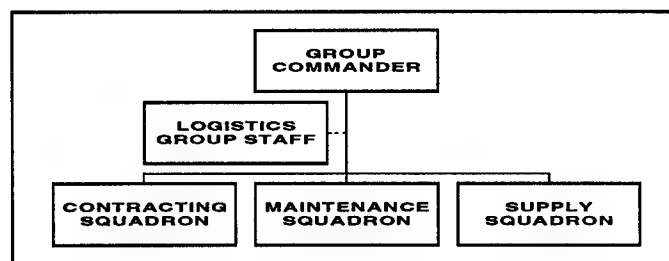 GROUP
COMMANDER
LOGISTICS
GROUP STAFF
CONTRACTING
SQUADRON
MAINTENANCE
SQUADRON
SUPPLY
SQUADRON